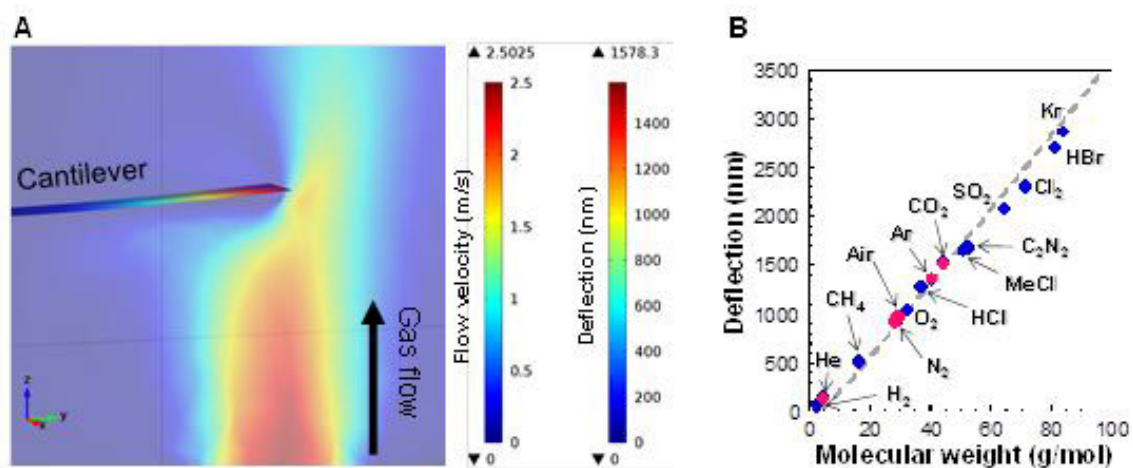 A
Cantilever
Gas flow
z
y
x
▲ 2.5025
2.5
2
1.5
1
0.5
0
▼ 0
Flow velocity (m/s)
▲ 1578.3
1400
1200
1000
800
600
400
200
0
▼ 0
Deflection (nm)
B
Deflection (nm)
3500
3000
2500
2000
1500
1000
500
0
Kr
HBr
Cl₂
SO₂
CO₂
C₂N₂
Ar
MeCl
Air
HCl
CH₄
O₂
N₂
He
H₂
0 20 40 60 80 100
Molecular weight (g/mol)